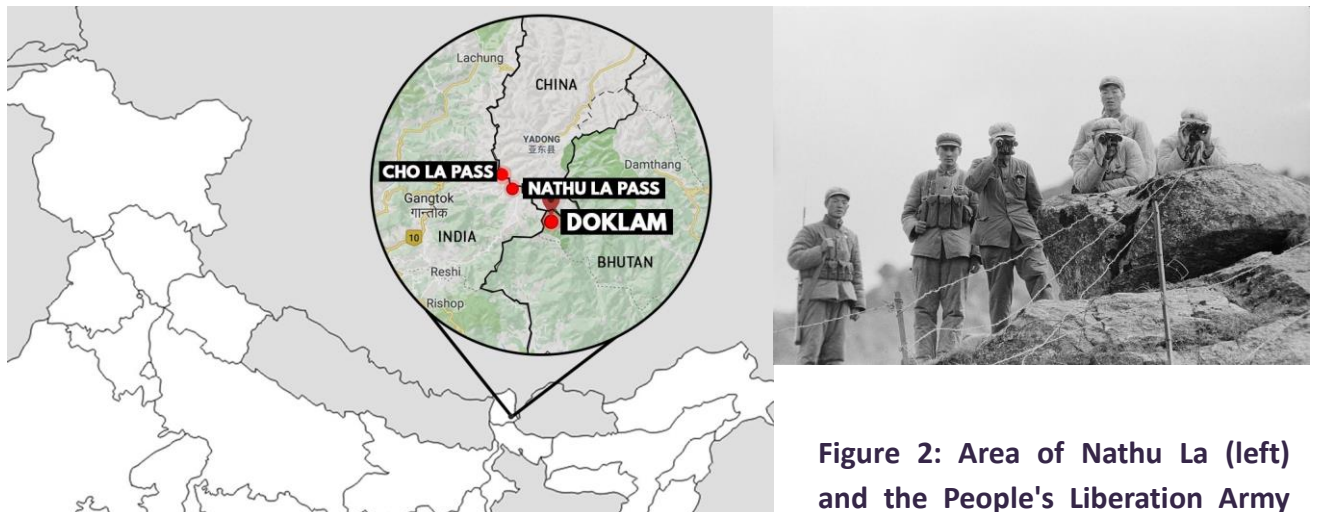 Lachung
CHINA
YADONG
亚东县
Damthang
CHO LA PASS
NATHU LA PASS
Gangtok
गान्तोक
DOKLAM
10
INDIA
BHUTAN
Reshi
Rishop
Figure 2: Area of Nathu La (left)
and the People's Liberation Army